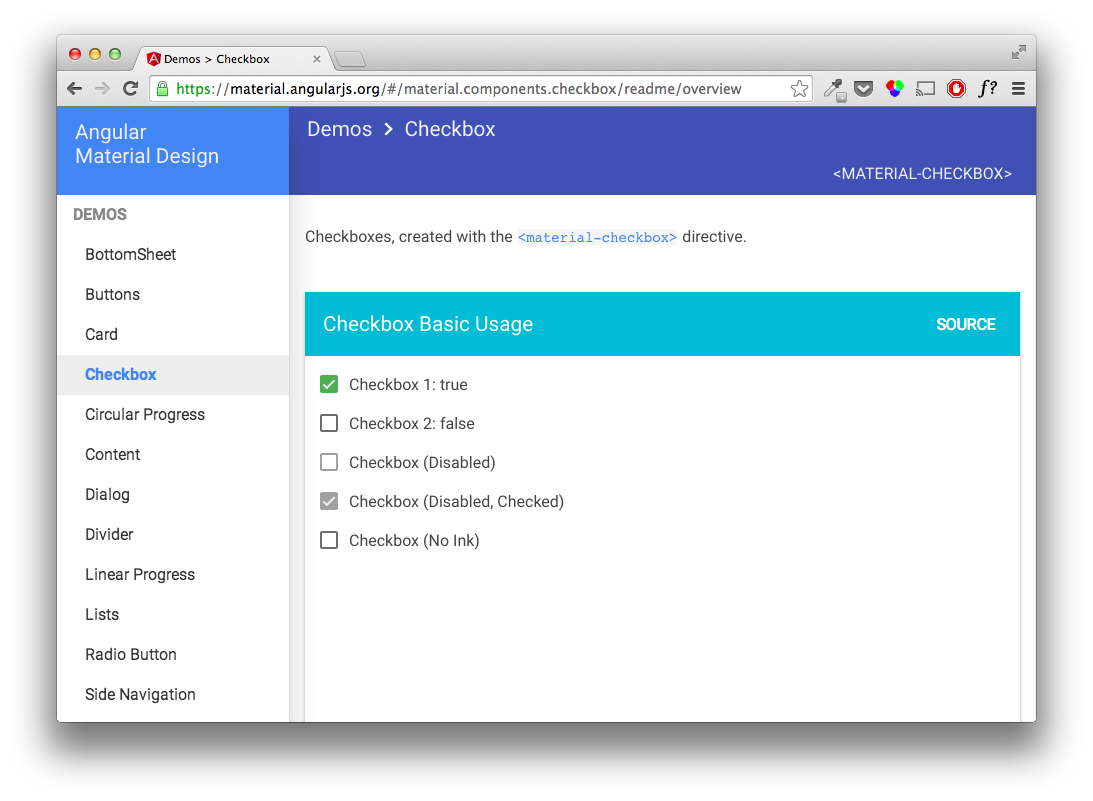 Demos > Checkbox
https://material.angularjs.org/#/material.components.checkbox/readme/overview
f?
Angular
Material Design
Demos > Checkbox
<MATERIAL-CHECKBOX>
DEMOS
BottomSheet
Buttons
Card
Checkbox
Circular Progress
Content
Dialog
Divider
Linear Progress
Lists
Radio Button
Side Navigation
Checkboxes, created with the <material-checkbox> directive.
Checkbox Basic Usage
SOURCE
Checkbox 1: true
Checkbox 2: false
Checkbox (Disabled)
Checkbox (Disabled, Checked)
Checkbox (No Ink)